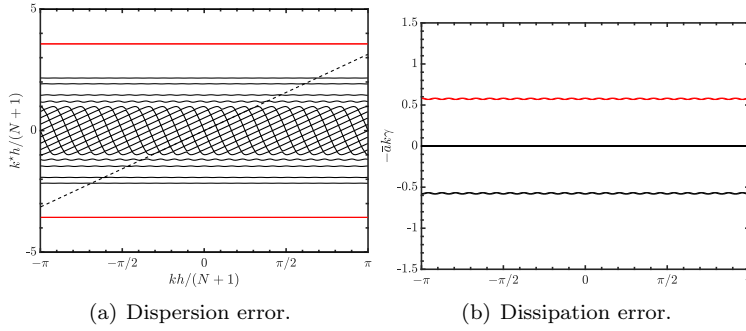 5
0
-5
k*h/(N + 1)
-π
-π/2
0
π/2
π
kh/(N + 1)
(a) Dispersion error.
1.5
1
0.5
0
-0.5
-1
-1.5
-ākγ
-π
-π/2
0
π/2
(b) Dissipation error.